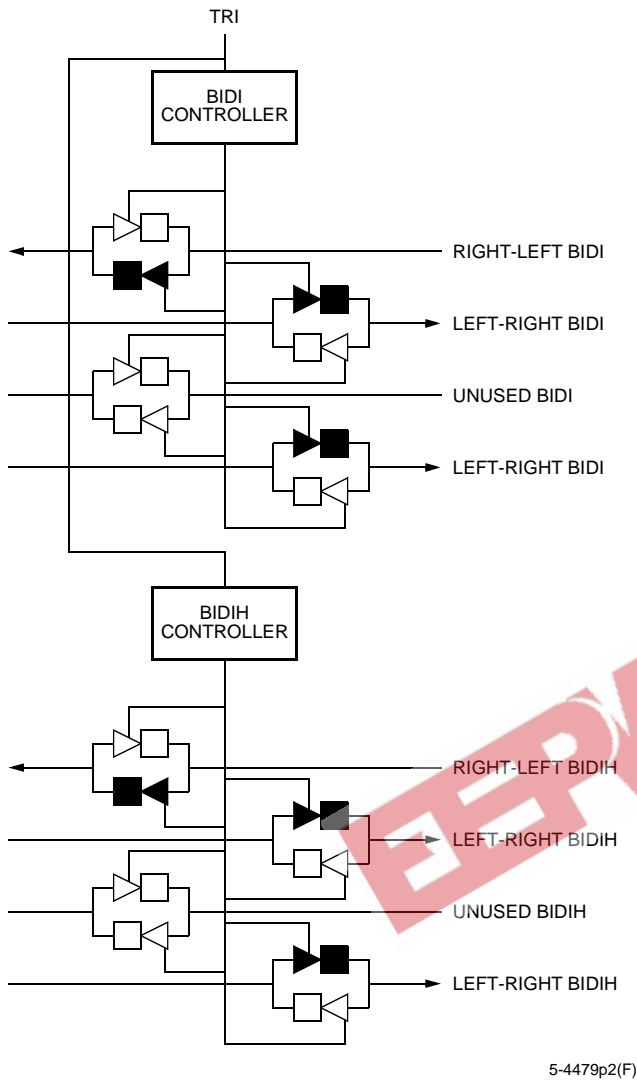 TRI
BIDI
CONTROLLER
RIGHT-LEFT BIDI
LEFT-RIGHT BIDI
UNUSED BIDI
LEFT-RIGHT BIDI
BIDIH
CONTROLLER
RIGHT-LEFT BIDIH
LEFT-RIGHT BIDIH
UNUSED BIDIH
LEFT-RIGHT BIDIH
5-4479p2(F)